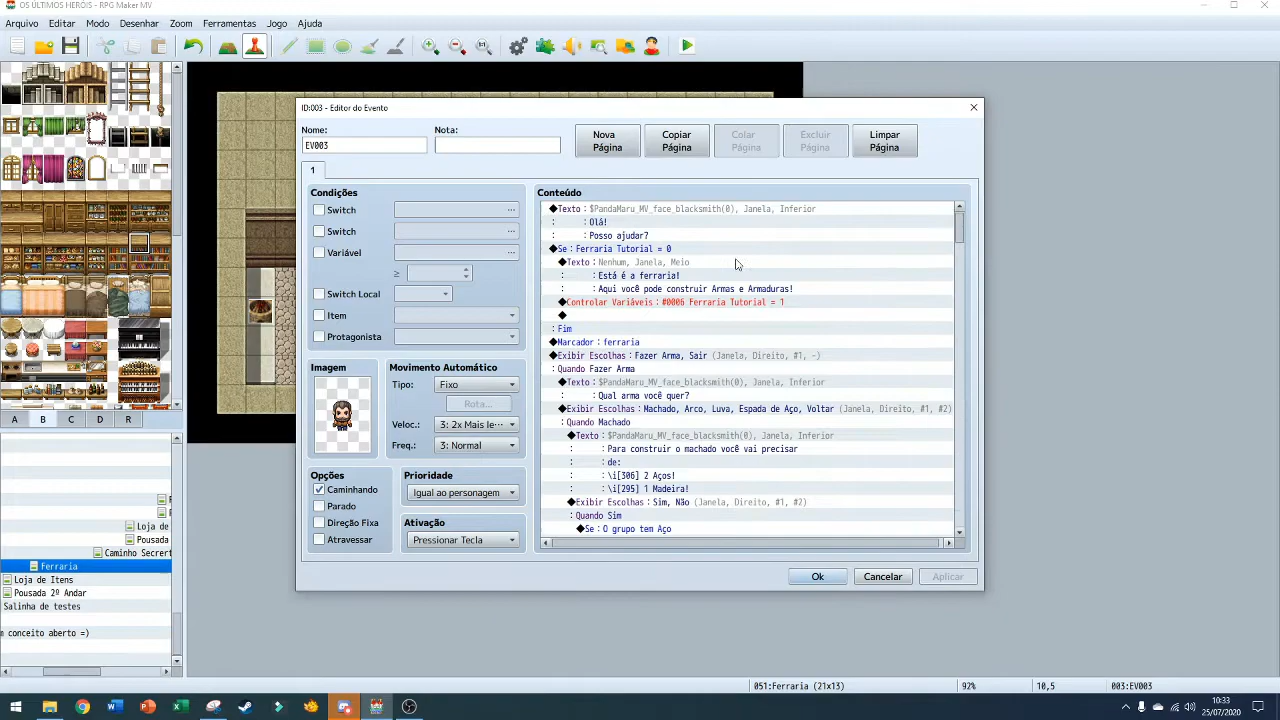 OS ÚLTIMOS HERÓIS - RPG Maker MV
Arquivo Editar Modo Desenhar Zoom Ferramentas Jogo Ajuda
ID:003 - Editor do Evento
Nome:
EV003
Nota:
Nova Página
Copiar Página
Colar Página
Excluir Página
Limpar Página
1
Condições
Switch
Switch
Variável
≥
Switch Local
Item
Protagonista
Imagem
Movimento Automático
Tipo: Fixo
Rota...
Veloc.: 3: 2x Mais le···
Freq.: 3: Normal
Opções
Caminhando
Parado
Direção Fixa
Atravessar
Prioridade
Igual ao personagem
Ativação
Pressionar Tecla
Conteúdo
◆Texto : $PandaMaru_MV_face_blacksmith(0), Janela, Inferior
: : Olá!
: : Posso ajudar?
◆Se : Ferraria Tutorial = 0
◆Texto : Nenhum, Janela, Meio
: : Está é a ferraria!
: : Aqui você pode construir Armas e Armaduras!
◆Controlar Variáveis : #0006 Ferraria Tutorial = 1
◆
: Fim
◆Marcador : ferraria
◆Exibir Escolhas : Fazer Arma, Sair (Janela, Direito, #1, -)
: Quando Fazer Arma
◆Texto : $PandaMaru_MV_face_blacksmith(0), Janela, Inferior
: : Qual arma você quer?
◆Exibir Escolhas : Machado, Arco, Luva, Espada de Aço, Voltar (Janela, Direito, #1, #2)
: Quando Machado
◆Texto : $PandaMaru_MV_face_blacksmith(0), Janela, Inferior
: : Para construir o machado você vai precisar
: : de:
: : \i[306] 2 Aços!
: : \i[295] 1 Madeira!
◆Exibir Escolhas : Sim, Não (Janela, Direito, #1, #2)
: Quando Sim
◆Se : O grupo tem Aço
Ok
Cancelar
Aplicar
A B C D R
Loja de
Pousada
Caminho Secrert
Ferraria
Loja de Itens
Pousada 2º Andar
Salinha de testes
m conceito aberto =)
051:Ferraria (21x13)
92%
10,5
003:EV003
10:33
25/07/2020